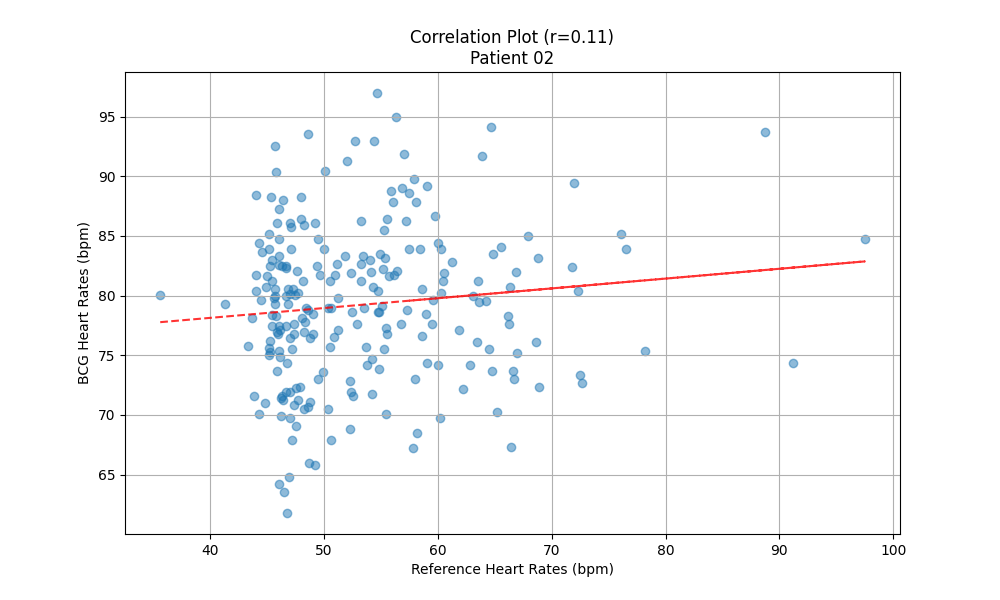 Correlation Plot (r=0.11)
Patient 02
BCG Heart Rates (bpm)
95
90
85
80
75
70
65
40 50 60 70 80 90 100
Reference Heart Rates (bpm)